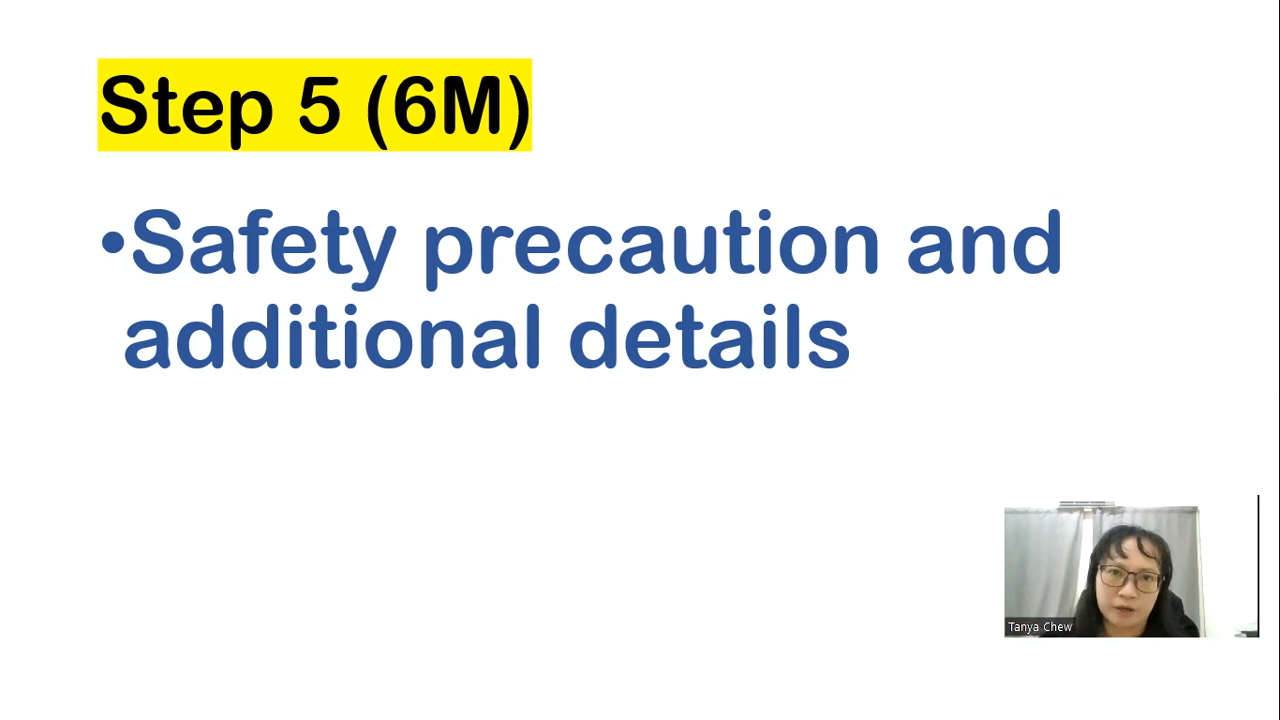 Step 5 (6M)
•Safety precaution and
additional details
Tanya Chew